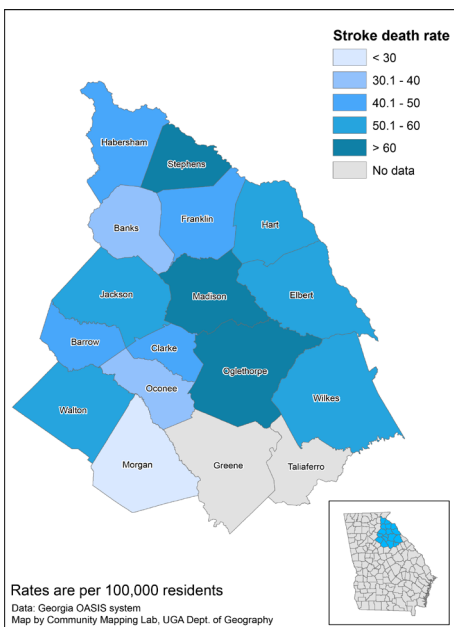 Stroke death rate
< 30
30.1 - 40
40.1 - 50
50.1 - 60
> 60
No data
Habersham
Stephens
Banks
Franklin
Hart
Jackson
Madison
Elbert
Barrow
Clarke
Oconee
Oglethorpe
Walton
Wilkes
Morgan
Greene
Taliaferro
Rates are per 100,000 residents
Data: Georgia OASIS system
Map by Community Mapping Lab, UGA Dept. of Geography